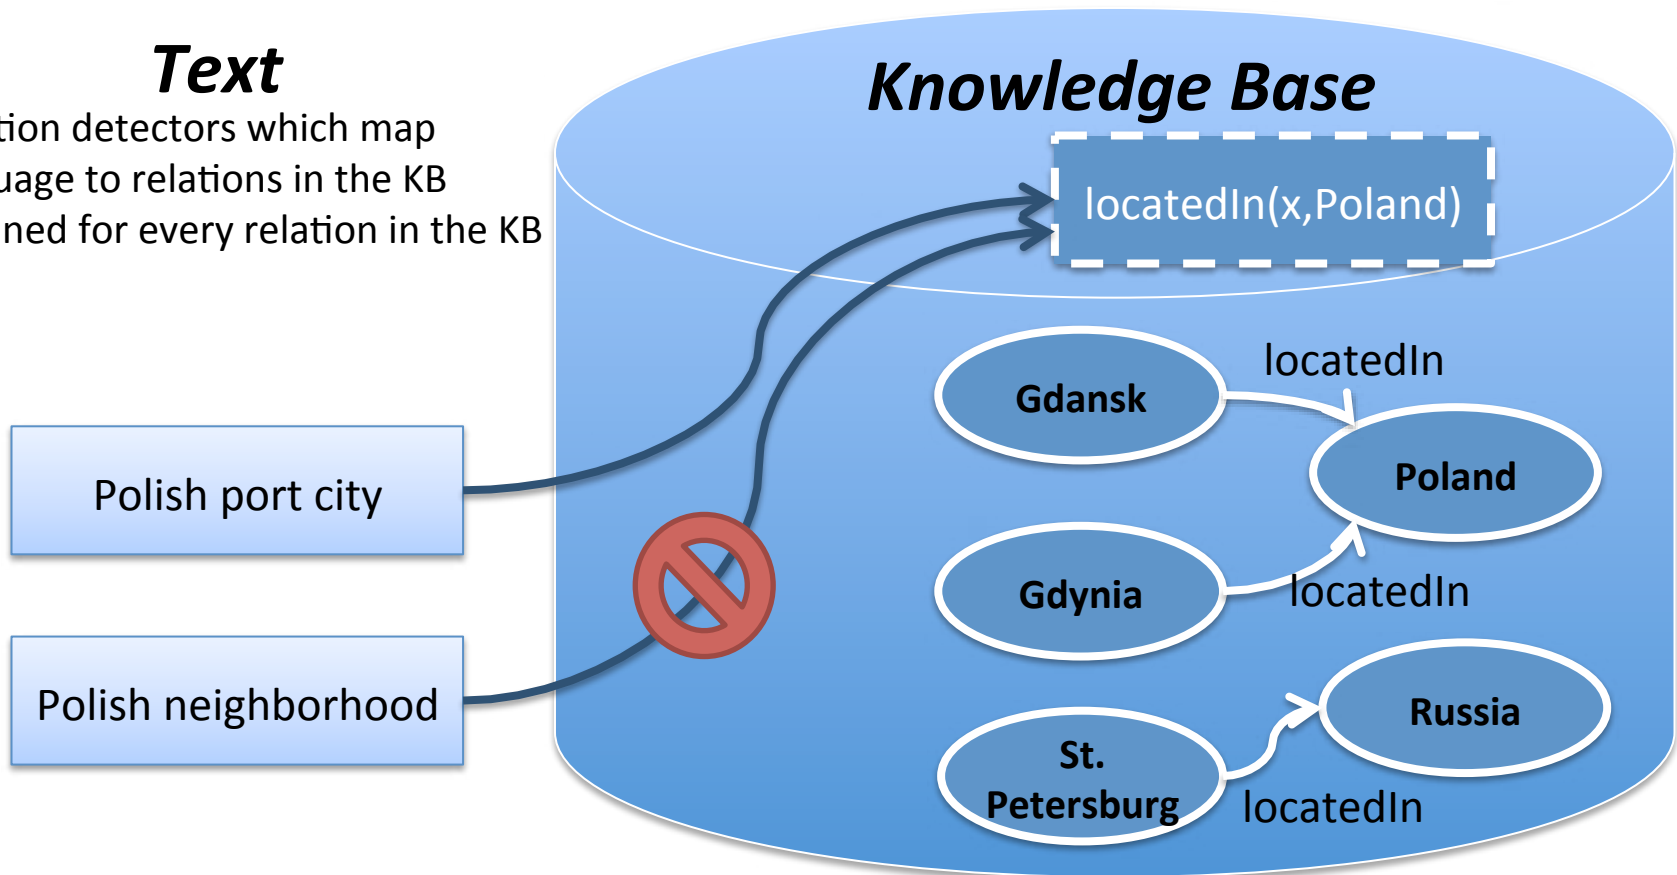 Text
tion detectors which map
uage to relations in the KB
ned for every relation in the KB
Knowledge Base
locatedIn(x,Poland)
Polish port city
Polish neighborhood
Gdansk
locatedIn
Poland
Gdynia
locatedIn
Russia
St.
Petersburg
locatedIn